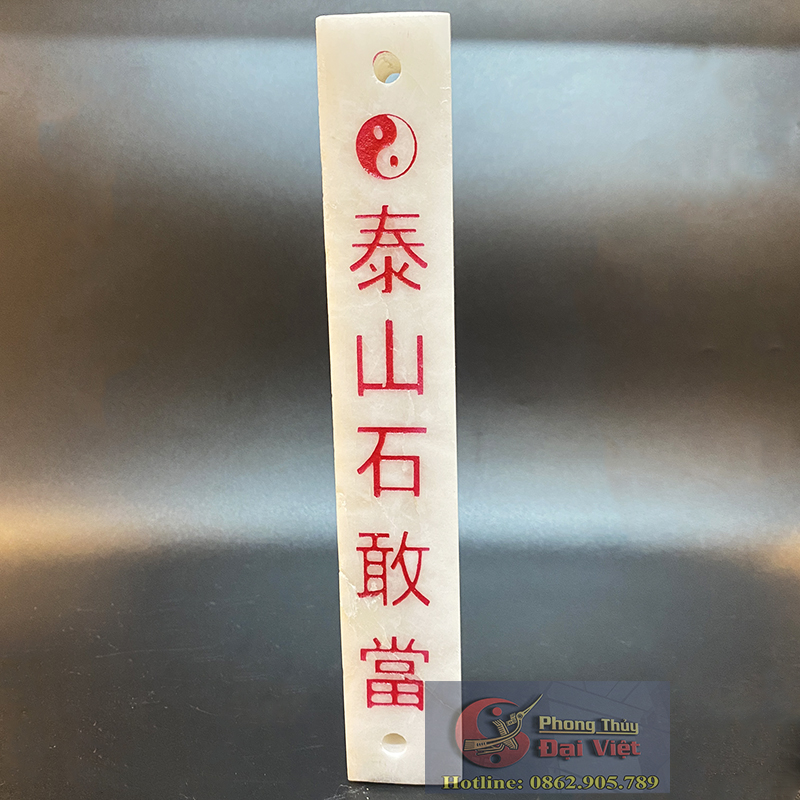 泰山石敢當
Phong Thủy
Đại Việt
Hotline: 0862.905.789